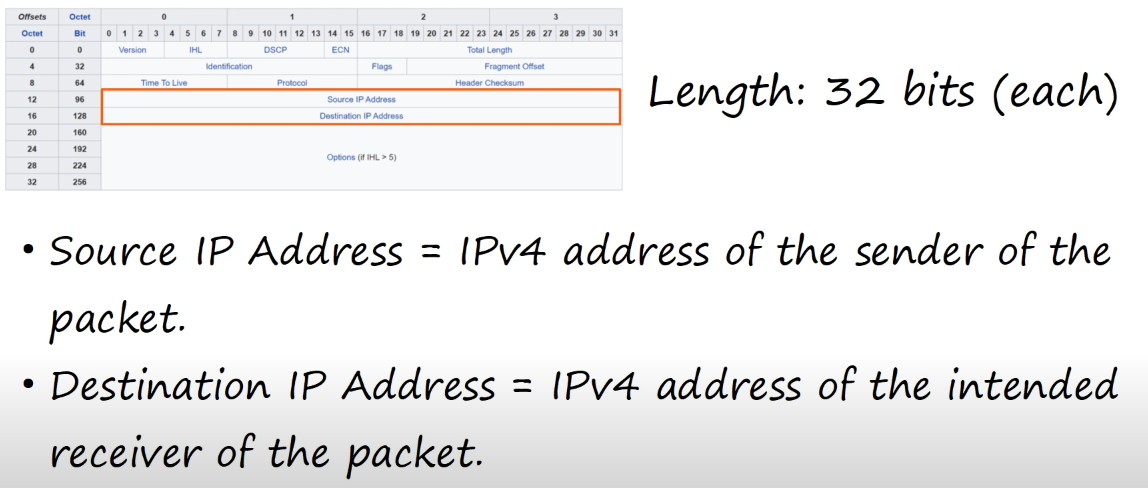 Offsets Octet 0 1 2 3
Octet Bit 0 1 2 3 4 5 6 7 8 9 10 11 12 13 14 15 16 17 18 19 20 21 22 23 24 25 26 27 28 29 30 31
0 0 Version IHL DSCP ECN Total Length
4 32 Identification Flags Fragment Offset
8 64 Time To Live Protocol Header Checksum
12 96 Source IP Address
16 128 Destination IP Address
20 160
24 192
Options (if IHL > 5)
28 224
32 256
Length: 32 bits (each)
• Source IP Address = IPv4 address of the sender of the
packet.
• Destination IP Address = IPv4 address of the intended
receiver of the packet.